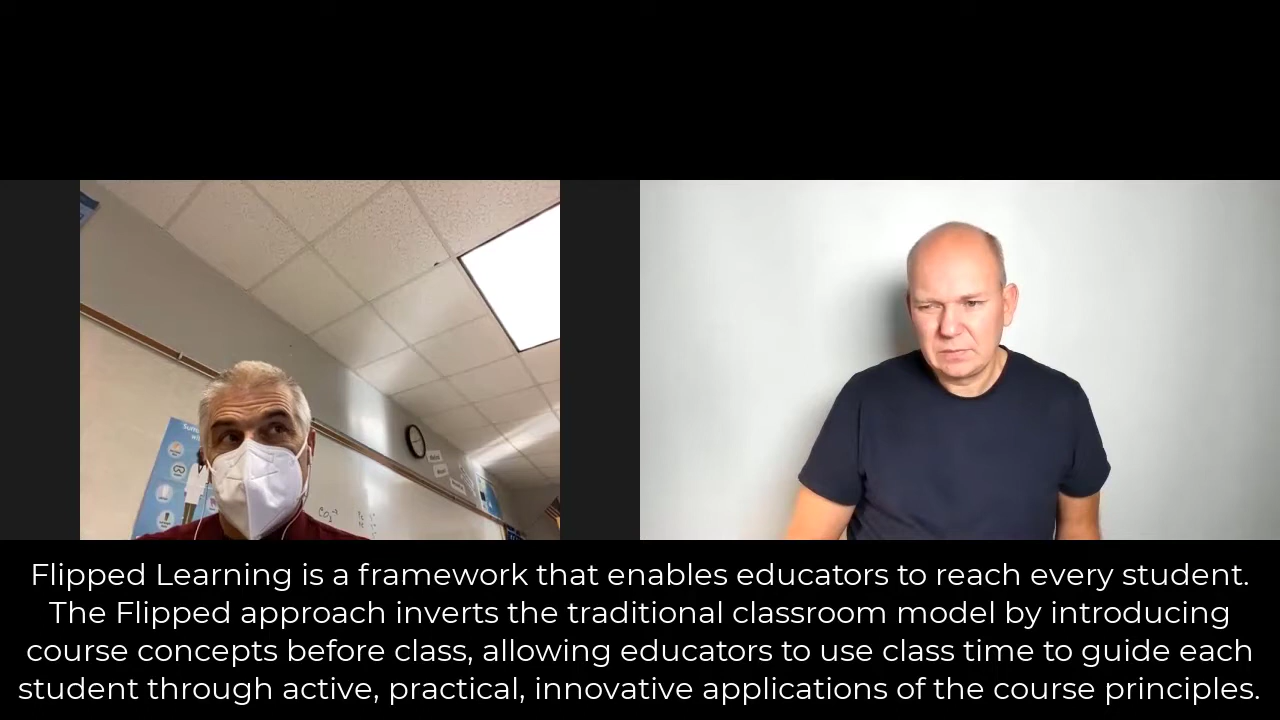 Flipped Learning is a framework that enables educators to reach every student.
The Flipped approach inverts the traditional classroom model by introducing
course concepts before class, allowing educators to use class time to guide each
student through active, practical, innovative applications of the course principles.